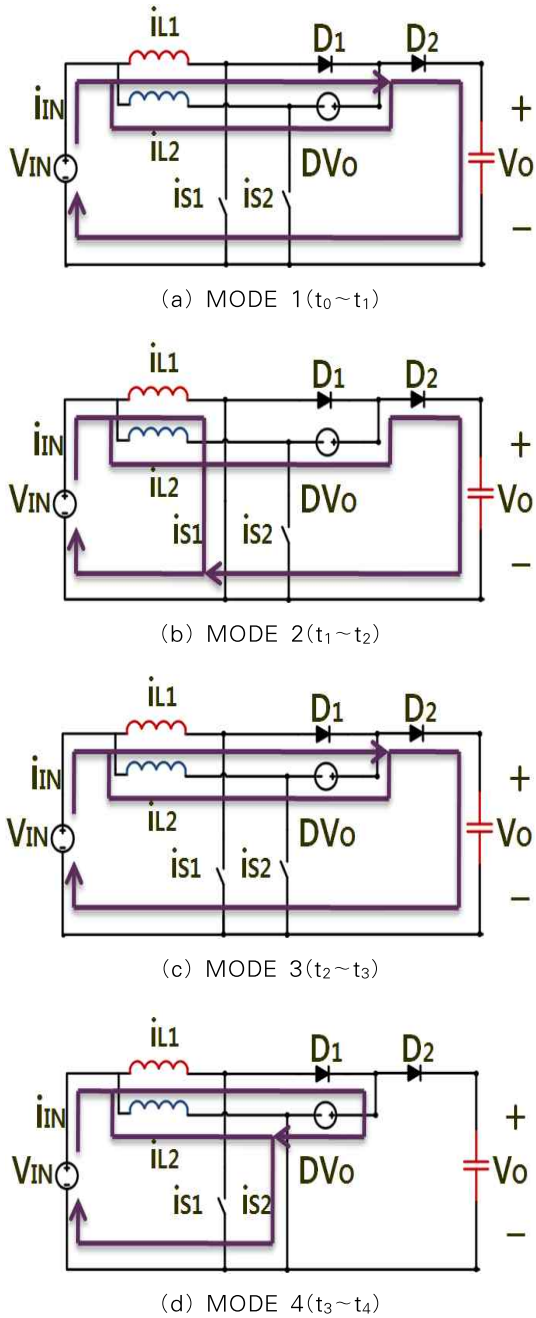 iL1
D1 D2
iIN
+
iL2
VIN
DVo
Vo
iS1 iS2
−
(a) MODE 1(t₀~t₁)
iL1
D1 D2
iIN
+
iL2
VIN
DVo
Vo
iS1 iS2
−
(b) MODE 2(t₁~t₂)
iL1
D1 D2
iIN
+
iL2
VIN
DVo
Vo
iS1 iS2
−
(c) MODE 3(t₂~t₃)
iL1
D1 D2
iIN
+
iL2
VIN
DVo
Vo
iS1 iS2
−
(d) MODE 4(t₃~t₄)